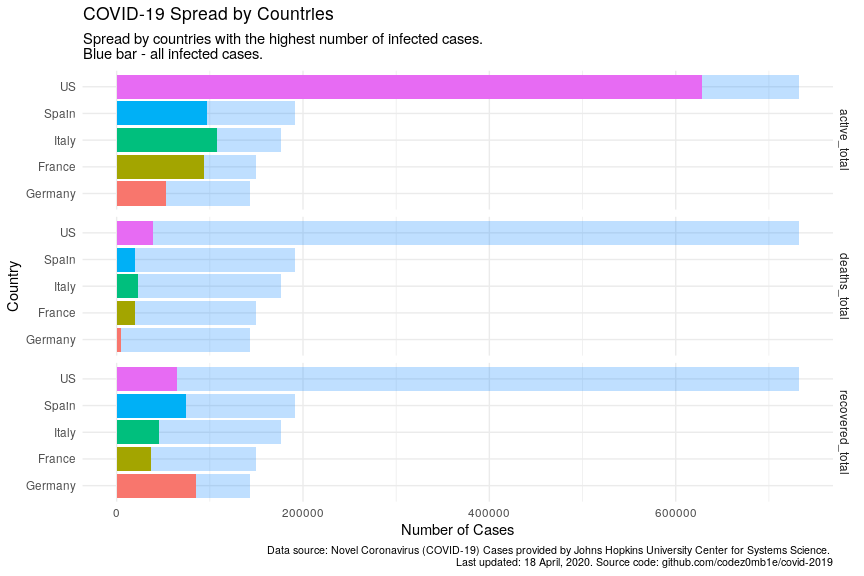 COVID-19 Spread by Countries
Spread by countries with the highest number of infected cases.
Blue bar - all infected cases.
US
Spain
Italy
France
Germany
active_total
US
Spain
Italy
France
Germany
deaths_total
US
Spain
Italy
France
Germany
recovered_total
Country
0 200000 400000 600000
Number of Cases
Data source: Novel Coronavirus (COVID-19) Cases provided by Johns Hopkins University Center for Systems Science.
Last updated: 18 April, 2020. Source code: github.com/codez0mb1e/covid-2019